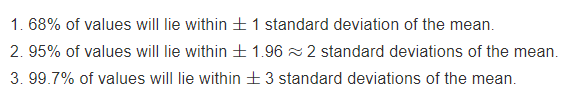 1. 68% of values will lie within ± 1 standard deviation of the mean.
2. 95% of values will lie within ± 1.96 ≈ 2 standard deviations of the mean.
3. 99.7% of values will lie within ± 3 standard deviations of the mean.